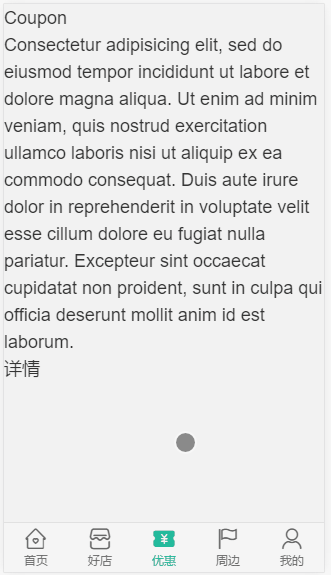 Coupon
Consectetur adipisicing elit, sed do
eiusmod tempor incididunt ut labore et
dolore magna aliqua. Ut enim ad minim
veniam, quis nostrud exercitation
ullamco laboris nisi ut aliquip ex ea
commodo consequat. Duis aute irure
dolor in reprehenderit in voluptate velit
esse cillum dolore eu fugiat nulla
pariatur. Excepteur sint occaecat
cupidatat non proident, sunt in culpa qui
officia deserunt mollit anim id est
laborum.
详情
¥
首页 好店 优惠 周边 我的